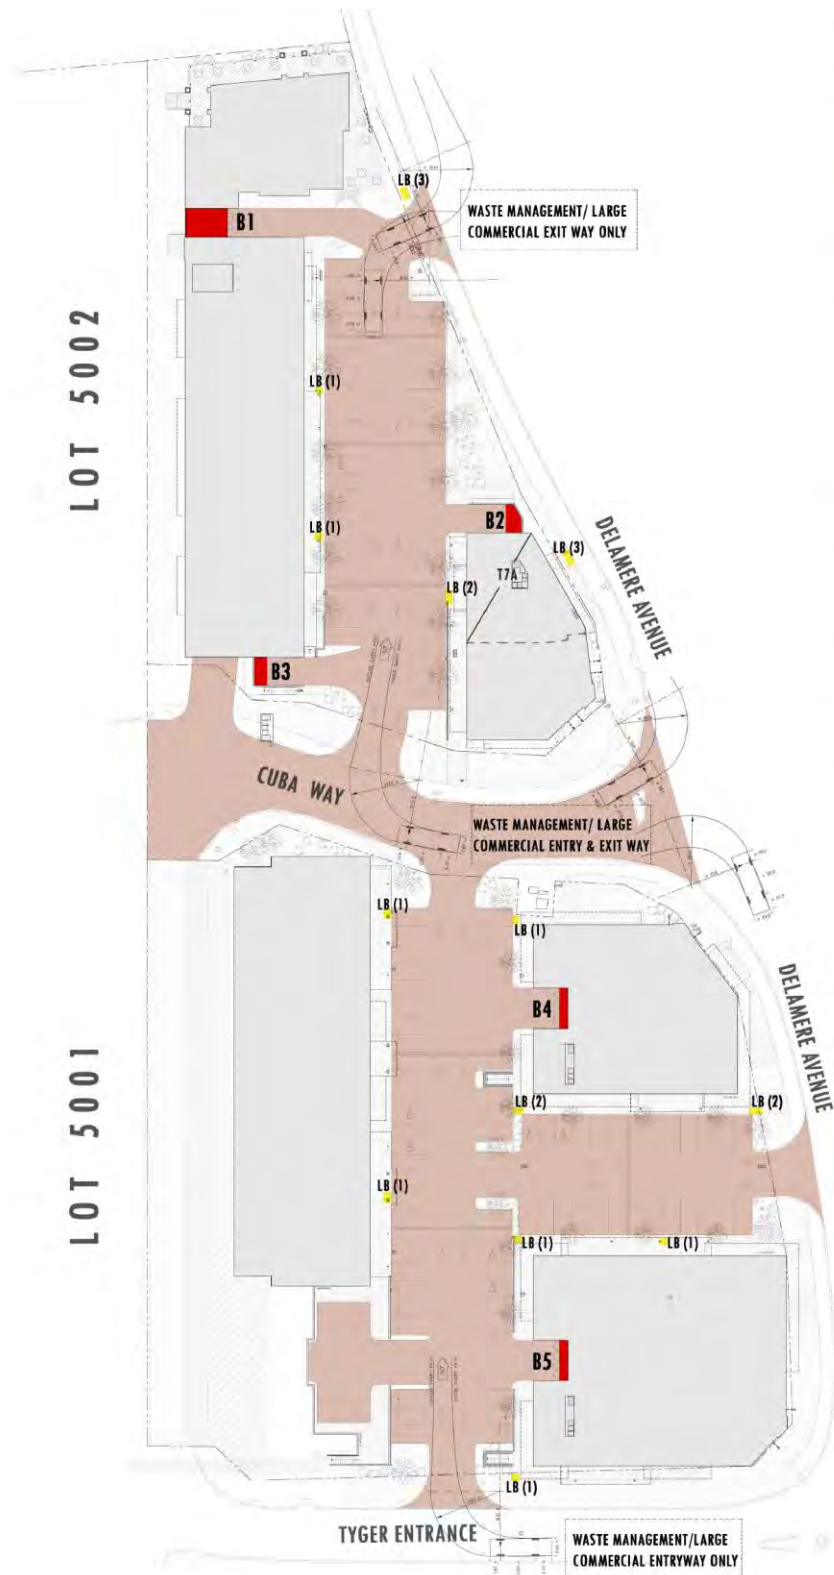 LB (3)
WASTE MANAGEMENT/ LARGE
COMMERCIAL EXIT WAY ONLY
B1
LOT 5002
LB (1)
B2
LB (1)
LB (3)
DELAMERE AVENUE
T7A
LB (2)
B3
CUBA WAY
WASTE MANAGEMENT/ LARGE
COMMERCIAL ENTRY & EXIT WAY
LB (1)
LB (1)
DELAMERE AVENUE
B4
LOT 5001
LB (2)
LB (2)
LB (1)
LB (1)
LB (1)
B5
LB (1)
TYGER ENTRANCE
WASTE MANAGEMENT/LARGE
COMMERCIAL ENTRYWAY ONLY